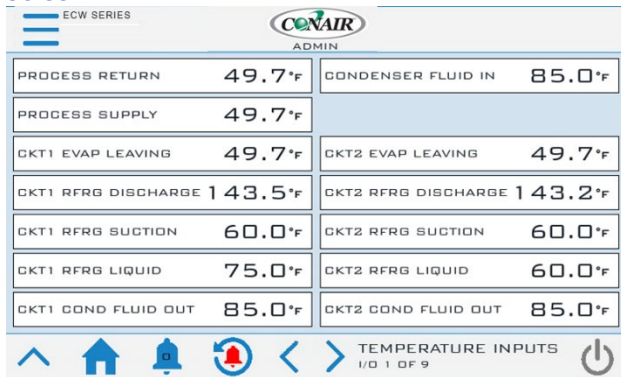 ECW SERIES
CONAIR
ADMIN
PROCESS RETURN 49.7°F CONDENSER FLUID IN 85.0°F
PROCESS SUPPLY 49.7°F
CKT1 EVAP LEAVING 49.7°F CKT2 EVAP LEAVING 49.7°F
CKT1 RFRG DISCHARGE 143.5°F CKT2 RFRG DISCHARGE 143.2°F
CKT1 RFRG SUCTION 60.0°F CKT2 RFRG SUCTION 60.0°F
CKT1 RFRG LIQUID 75.0°F CKT2 RFRG LIQUID 60.0°F
CKT1 COND FLUID OUT 85.0°F CKT2 COND FLUID OUT 85.0°F
0 TEMPERATURE INPUTS
I/O 1 OF 9